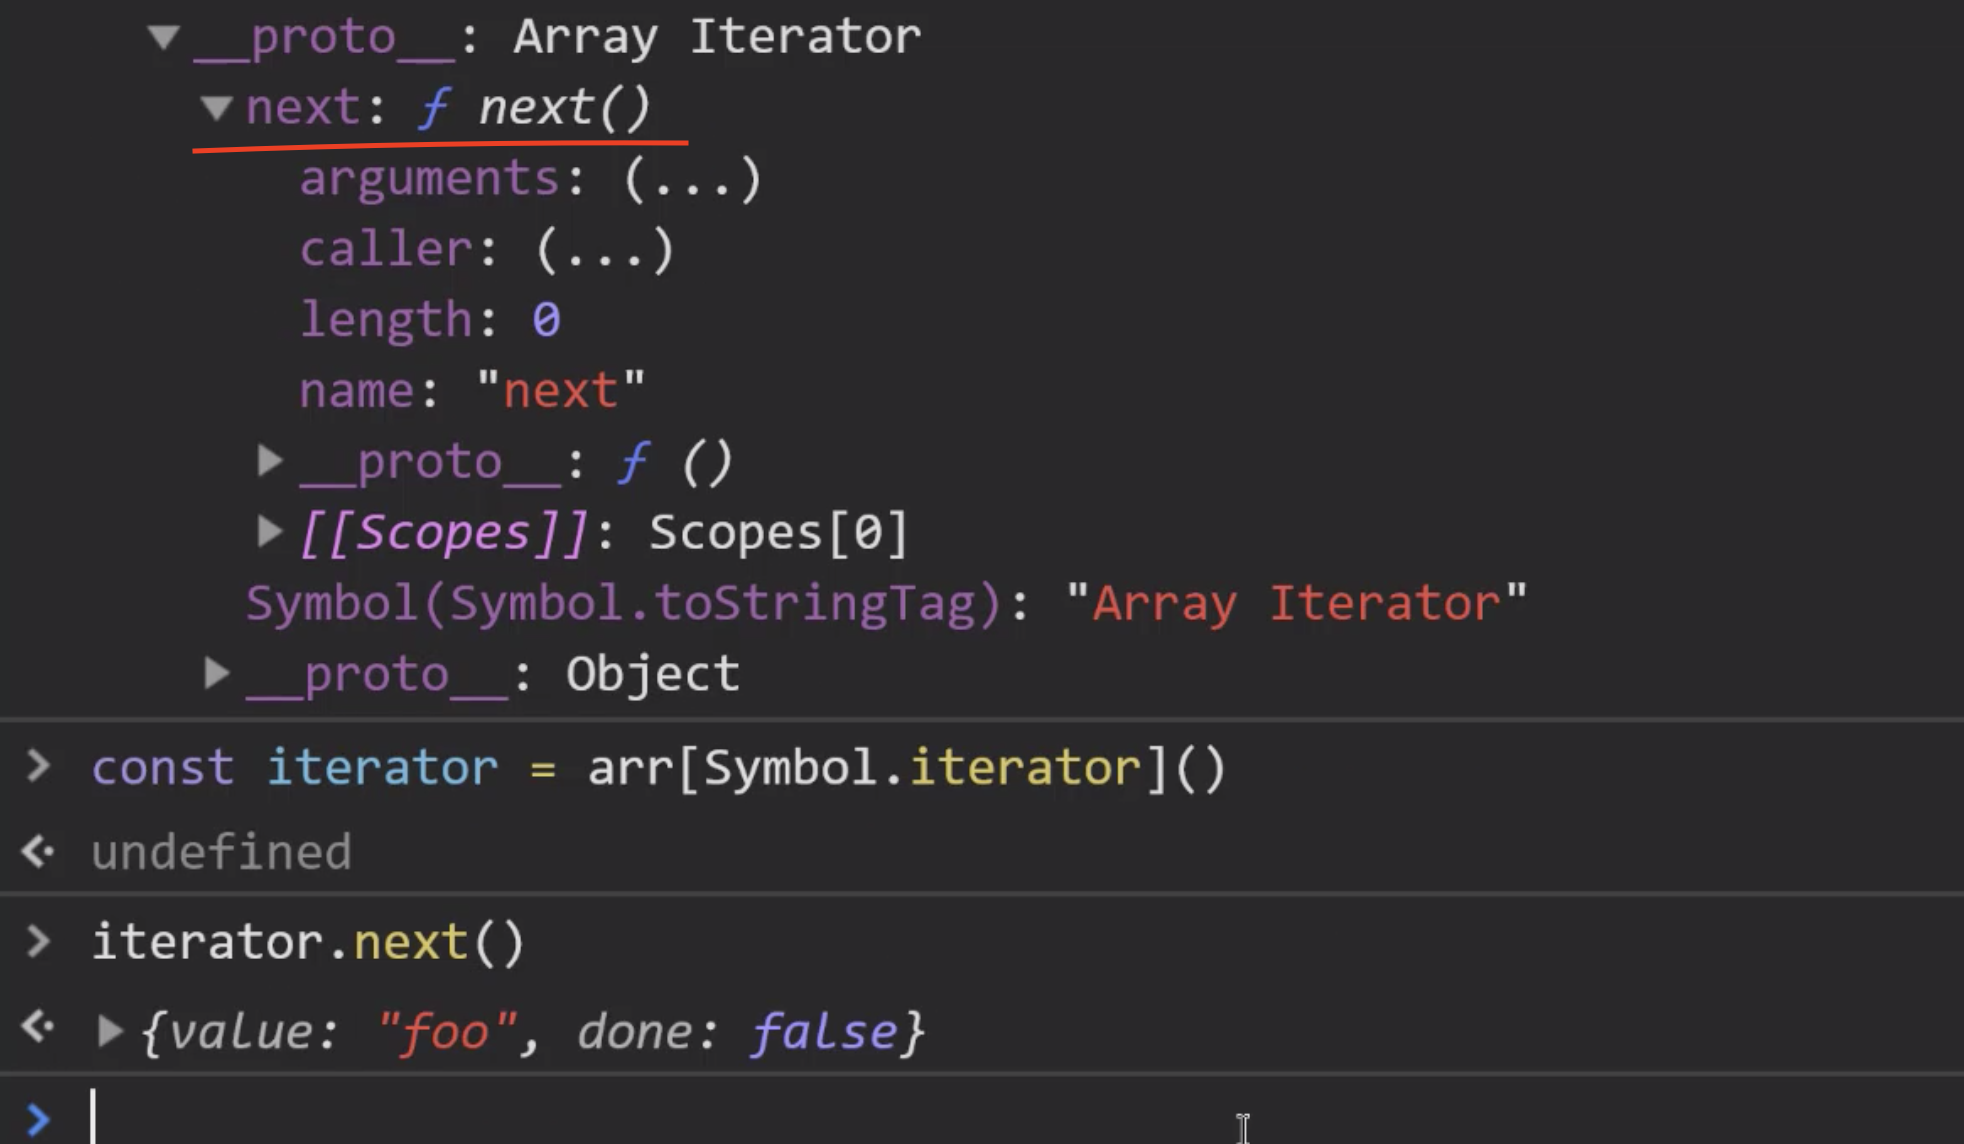 __proto__: Array Iterator
next: ƒ next()
arguments: (...)
caller: (...)
length: 0
name: "next"
__proto__: ƒ ()
[[Scopes]]: Scopes[0]
Symbol(Symbol.toStringTag): "Array Iterator"
__proto__: Object
const iterator = arr[Symbol.iterator]()
undefined
iterator.next()
{value: "foo", done: false}